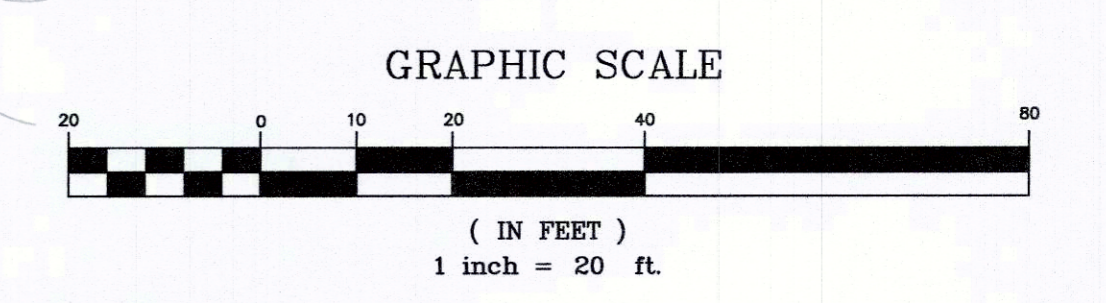 GRAPHIC SCALE
20 0 10 20 40 80
( IN FEET )
1 inch = 20 ft.